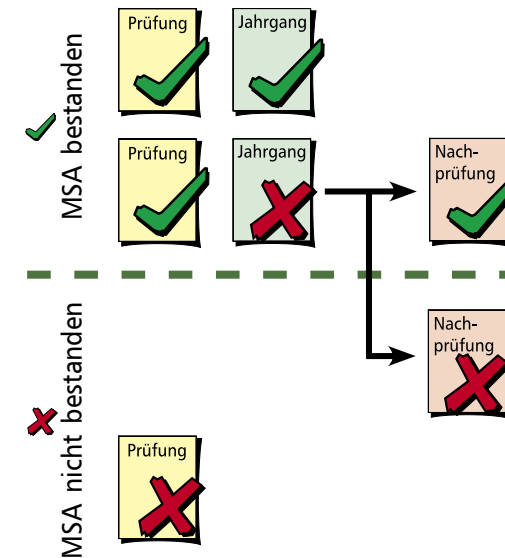 MSA bestanden
Prüfung
Jahrgang
Prüfung
Jahrgang
Nach-
prüfung
MSA nicht bestanden
Nach-
prüfung
Prüfung